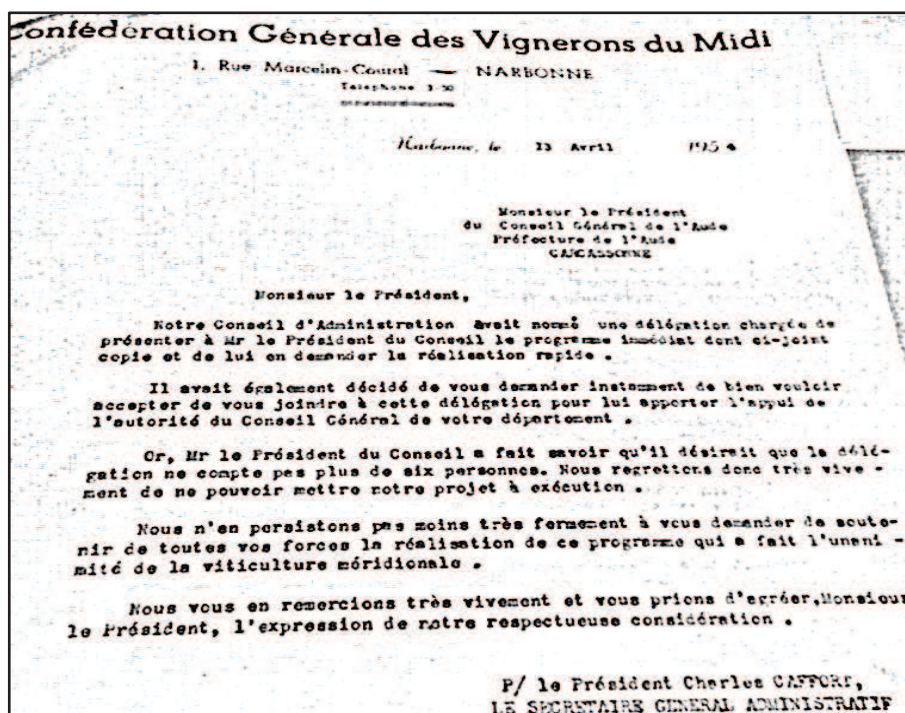 Confédération Générale des Vignerons du Midi
1, Rue Marcelin-Coural — NARBONNE
Téléphone 1-50
Narbonne, le 13 Avril 1954
Monsieur le Président
du Conseil Général de l'Aude
Préfecture de l'Aude
CARCASSONNE
Monsieur le Président,
Notre Conseil d'Administration avait nommé une délégation chargée de
présenter à Mr le Président du Conseil le programme immédiat dont ci-joint
copie et de lui en demander la réalisation rapide .
Il avait également décidé de vous demander instamment de bien vouloir
accepter de vous joindre à cette délégation pour lui apporter l'appui de
l'autorité du Conseil Général de votre département .
Or, Mr le Président du Conseil a fait savoir qu'il désirait que la délé-
gation ne compte pas plus de six personnes. Nous regrettons donc très vive -
ment de ne pouvoir mettre notre projet à exécution .
Nous n'en persistons pas moins très fermement à vous demander de soute-
nir de toutes vos forces la réalisation de ce programme qui a fait l'unani -
mité de la viticulture méridionale .
Nous vous en remercions très vivement et vous prions d'agréer,Monsieur
le Président, l'expression de notre respectueuse considération .
P/ le Président Charles CAFFORT,
LE SECRETAIRE GENERAL ADMINISTRATIF